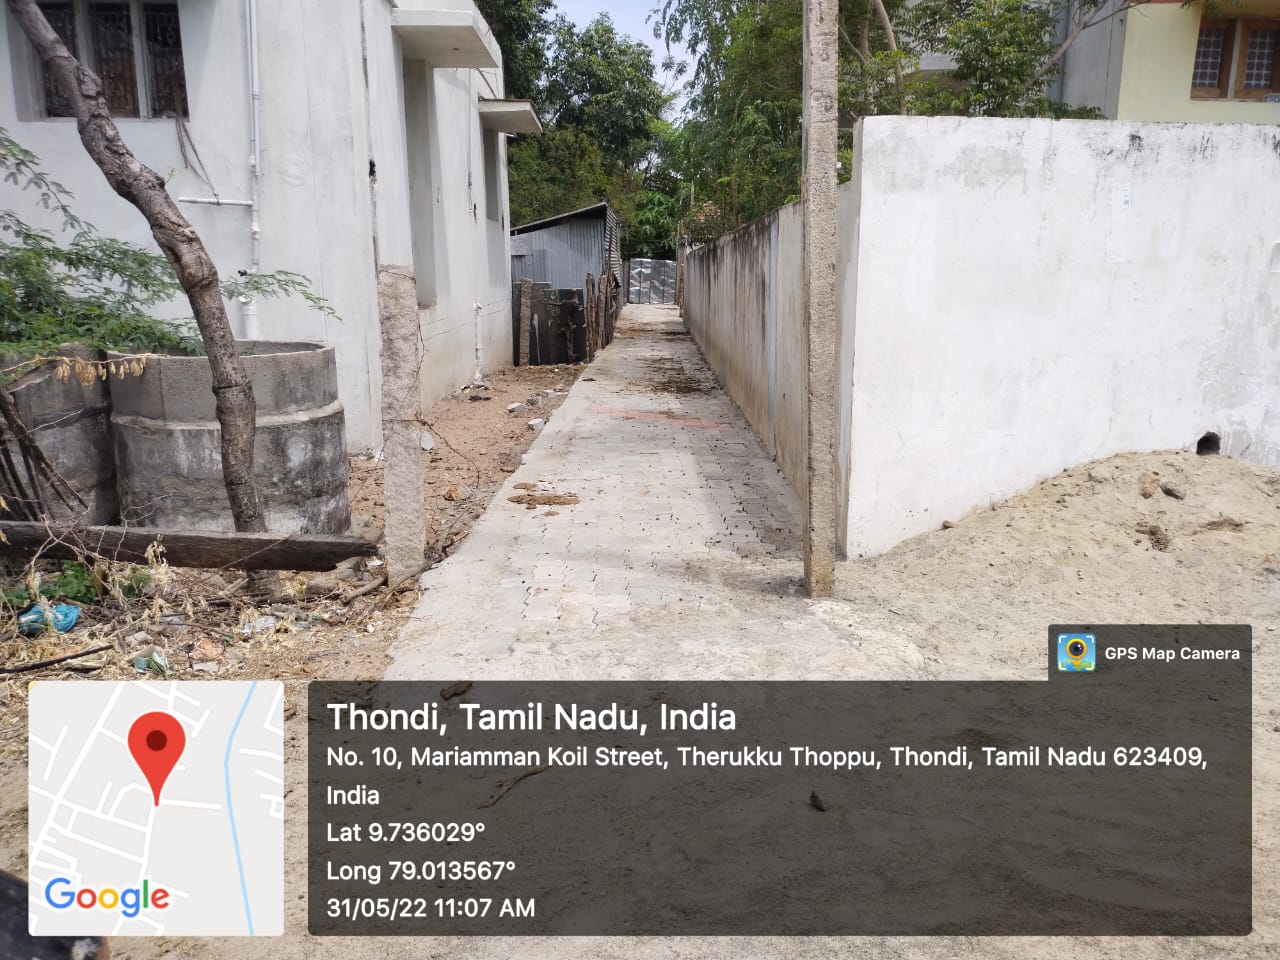 GPS Map Camera
Thondi, Tamil Nadu, India
No. 10, Mariamman Koil Street, Therukku Thoppu, Thondi, Tamil Nadu 623409,
India
Lat 9.736029°
Long 79.013567°
31/05/22 11:07 AM
Google